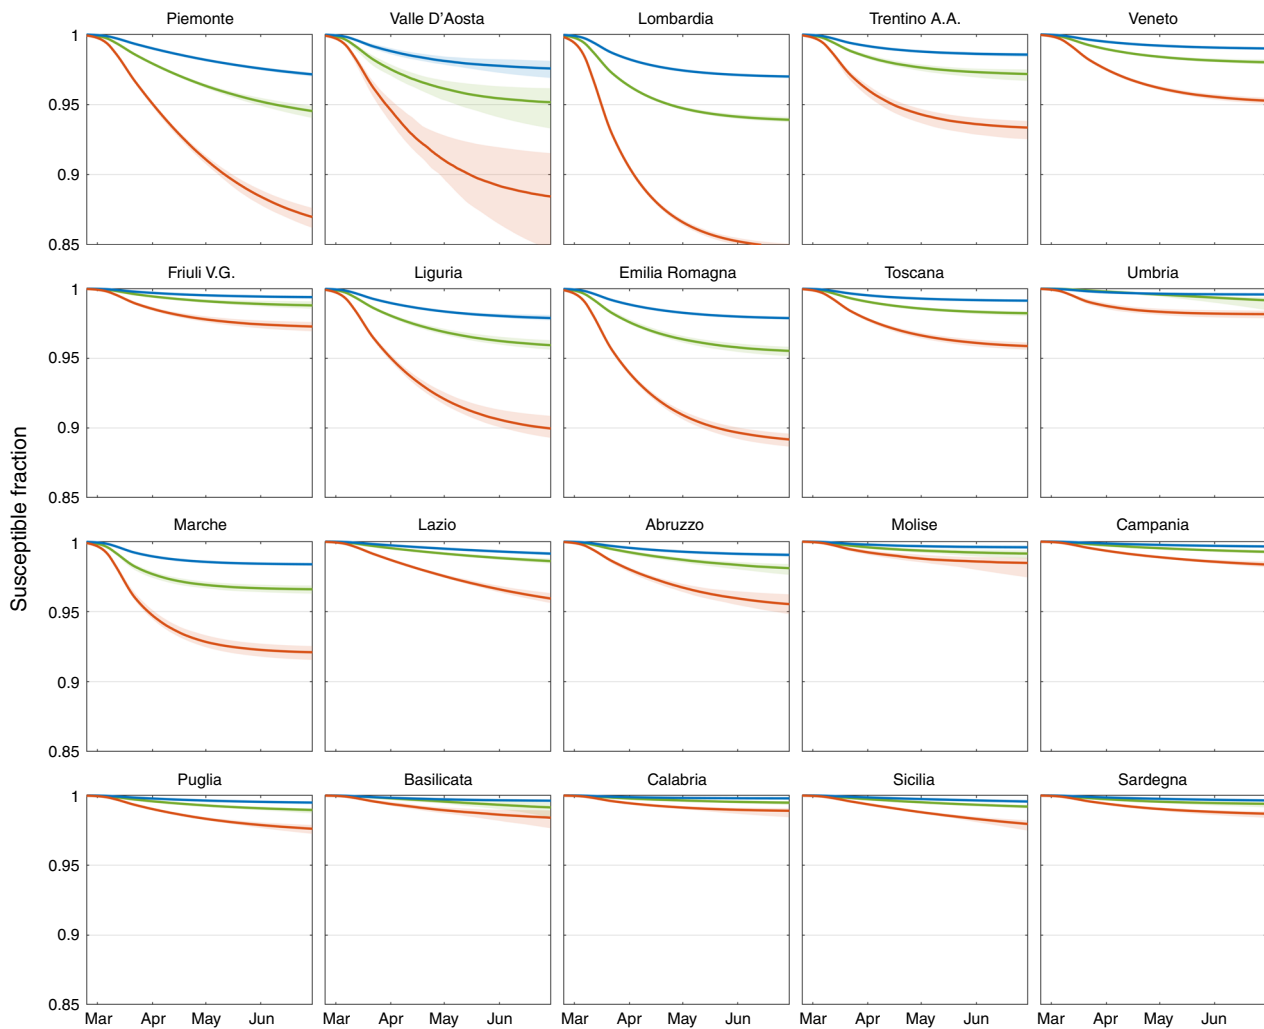 Piemonte Valle D'Aosta Lombardia Trentino A.A. Veneto
1
0.95
0.9
0.85
Friuli V.G. Liguria Emilia Romagna Toscana Umbria
1
0.95
0.9
0.85
Susceptible fraction
Marche Lazio Abruzzo Molise Campania
1
0.95
0.9
0.85
Puglia Basilicata Calabria Sicilia Sardegna
1
0.95
0.9
0.85
Mar Apr May Jun Mar Apr May Jun Mar Apr May Jun Mar Apr May Jun Mar Apr May Jun